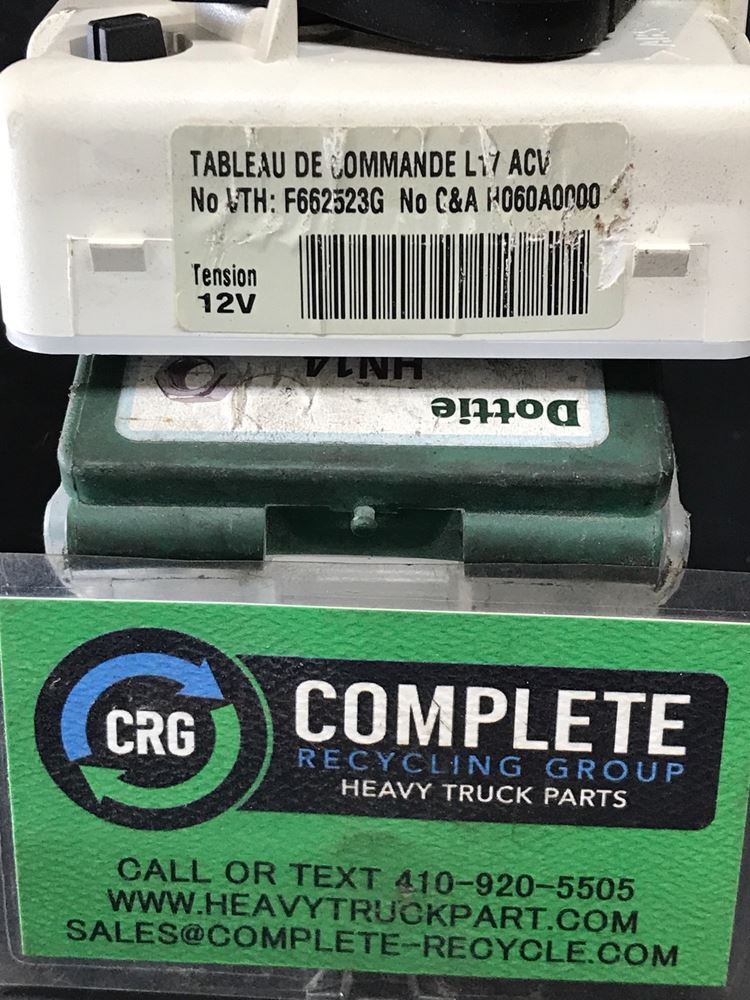 TABLEAU DE COMMANDE L17 ACV
No VTH: F662523G No C&A H060A0000
Tension
12V
HN14
Dottie
CRG
COMPLETE
RECYCLING GROUP
HEAVY TRUCK PARTS
CALL OR TEXT 410-920-5505
WWW.HEAVYTRUCKPART.COM
SALES@COMPLETE-RECYCLE.COM